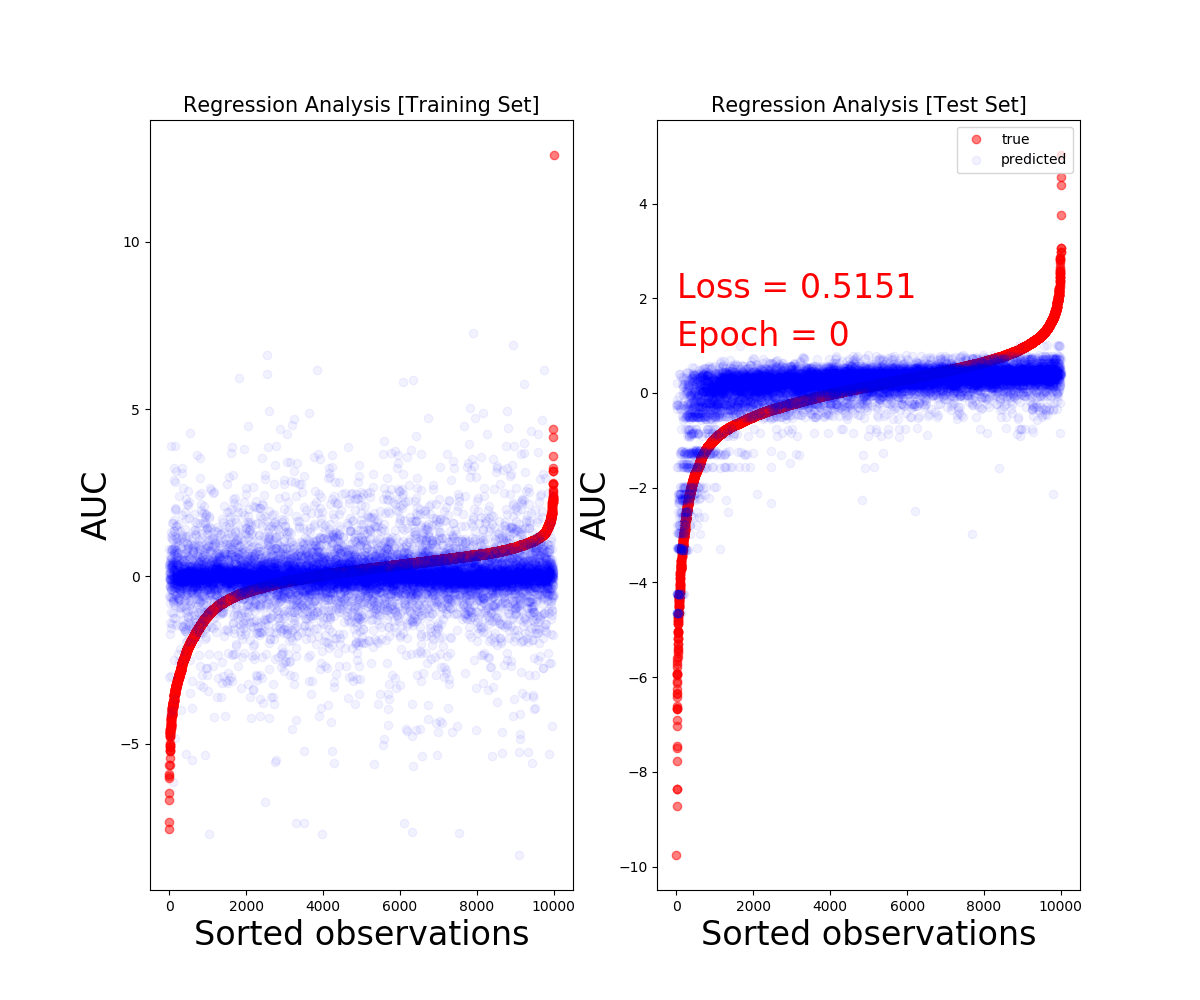 Regression Analysis [Training Set]
AUC
10
5
0
−5
0 2000 4000 6000 8000 10000
Sorted observations
Regression Analysis [Test Set]
true
predicted
Loss = 0.5151
Epoch = 0
AUC
4
2
0
−2
−4
−6
−8
−10
0 2000 4000 6000 8000 10000
Sorted observations